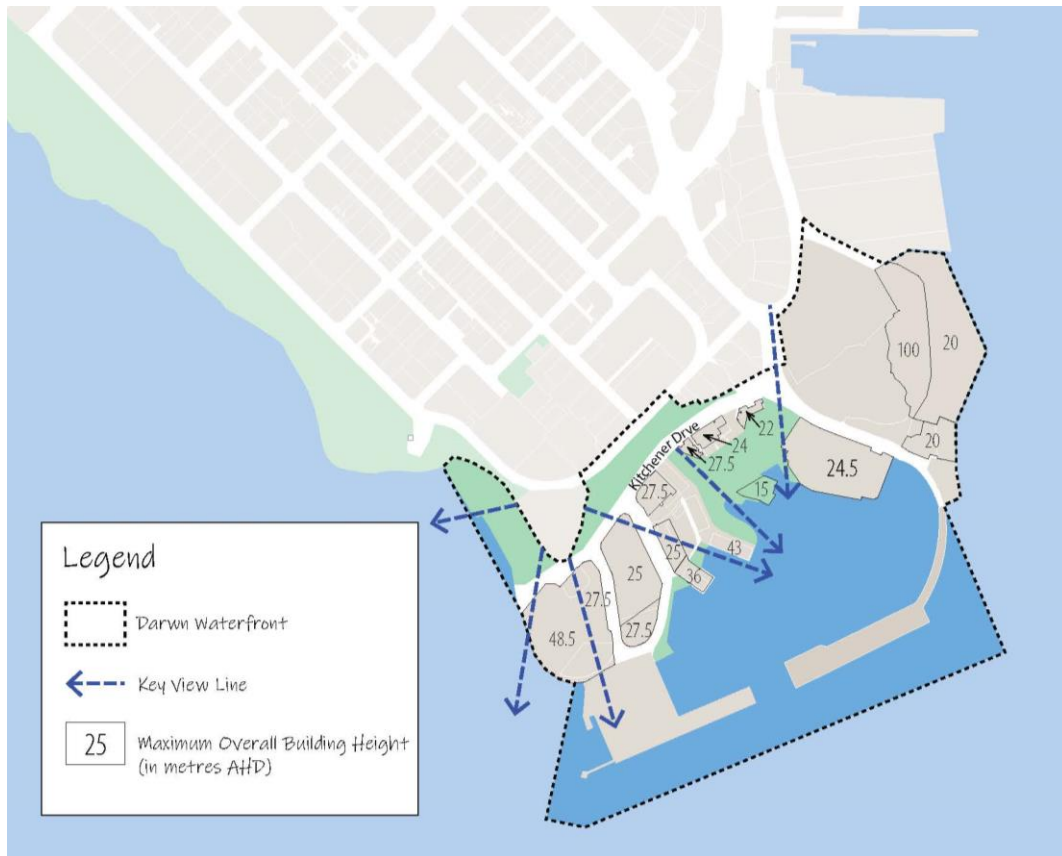 100
20
20
22
24
27.5
Kitchener Drve
24.5
15
27.5
43
25
36
25
27.5
27.5
48.5
Legend
Darwn Waterfront
Key View Line
25
Maximum Overall Building Height
(in metres AHD)